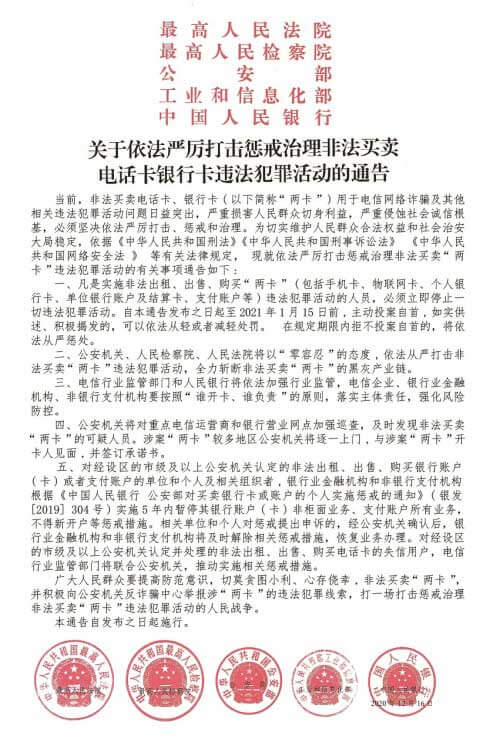 最高人民法院
最高人民检察院
公安部
工业和信息化部
中国人民银行
关于依法严厉打击惩戒治理非法买卖
电话卡银行卡违法犯罪活动的通告
当前，非法买卖电话卡、银行卡（以下简称“两卡”）用于电信网络诈骗及其他
相关违法犯罪活动问题日益突出，严重损害人民群众切身利益，严重侵蚀社会诚信根
基，必须坚决依法严厉打击、惩戒和治理。为切实维护人民群众合法权益和社会治安
大局稳定，依据《中华人民共和国刑法》《中华人民共和国刑事诉讼法》《中华人民
共和国网络安全法》等有关法律规定，现就依法严厉打击惩戒治理非法买卖“两
卡”违法犯罪活动的有关事项通告如下：
一、凡是实施非法出租、出售、购买“两卡”（包括手机卡、物联网卡、个人银
行卡、单位银行账户及结算卡、支付账户等）违法犯罪活动的人员，必须立即停止一
切违法犯罪活动。自本通告发布之日起至2021年1月15日前，主动投案自首，如实供
述、积极揭发的，可以依法从轻或者减轻处罚。 在规定期限内拒不投案自首的，将依
法从严惩处。
二、公安机关、人民检察院、人民法院将以“零容忍”的态度，依法从严打击非
法买卖“两卡”违法犯罪活动，全力斩断非法买卖“两卡”的黑灰产业链。
三、电信行业监管部门和人民银行将依法加强行业监管，电信企业、银行业金融
机构、非银行支付机构要按照“谁开卡、谁负责”的原则，落实主体责任，强化风险
防控。
四、公安机关将对重点电信运营商和银行营业网点加强巡查，及时发现非法买卖
“两卡”的可疑人员。涉案“两卡”较多地区公安机关将逐一上门，与涉案“两卡”开
卡人见面，并签订承诺书。
五、对经设区的市级及以上公安机关认定的非法出租、出售、购买银行账户
（卡）或者支付账户的单位和个人及相关组织者，银行业金融机构和非银行支付机构
根据《中国人民银行 公安部对买卖银行卡或账户的个人实施惩戒的通知》（银发
[2019] 304号）实施5年内暂停其银行账户（卡）非柜面业务、支付账户所有业务，
不得新开户等惩戒措施。相关单位和个人对惩戒提出申诉的，经公安机关确认后，银
行业金融机构和非银行支付机构将及时解除相关惩戒措施，恢复业务办理。对经设区
的市级及以上公安机关认定并处理的非法出租、出售、购买电话卡的失信用户，电信
行业监管部门将联合公安机关，推动实施相关惩戒措施。
广大人民群众要提高防范意识，切莫贪图小利、心存侥幸，非法买卖“两卡”，
并积极向公安机关反诈骗中心举报涉“两卡”的违法犯罪线索，打一场打击惩戒治理
非法买卖“两卡”违法犯罪活动的人民战争。
本通告自发布之日起施行。
中华人民共和国最高人民法院
中华人民共和国最高人民检察院
中华人民共和国公安部
中国人民银行
2020年12月16日